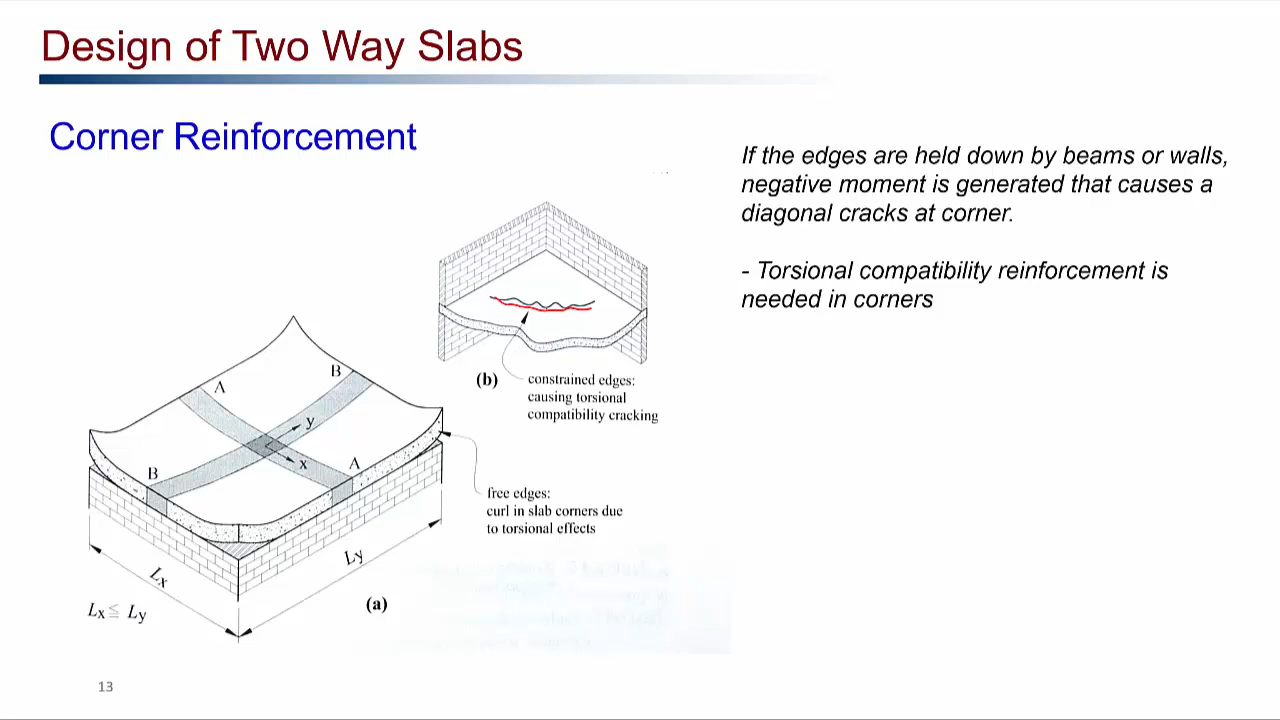 Design of Two Way Slabs
Corner Reinforcement
If the edges are held down by beams or walls,
negative moment is generated that causes a
diagonal cracks at corner.
- Torsional compatibility reinforcement is
needed in corners
(b)
constrained edges:
causing torsional
compatibility cracking
A
B
y
x
B
A
free edges:
curl in slab corners due
to torsional effects
Lx
Ly
Lx ≦ Ly
(a)
13